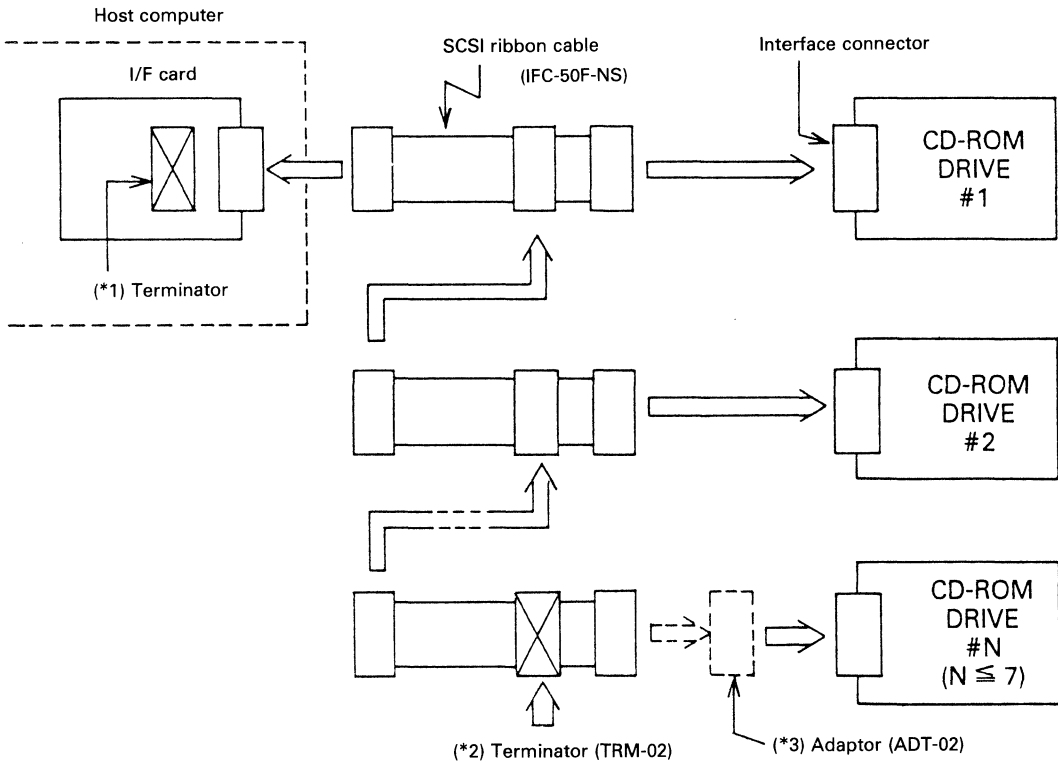 Host computer
SCSI ribbon cable
(IFC-50F-NS)
Interface connector
I/F card
CD-ROM
DRIVE
#1
(*1) Terminator
CD-ROM
DRIVE
#2
CD-ROM
DRIVE
#N
(N ≦ 7)
(*2) Terminator (TRM-02)
(*3) Adaptor (ADT-02)